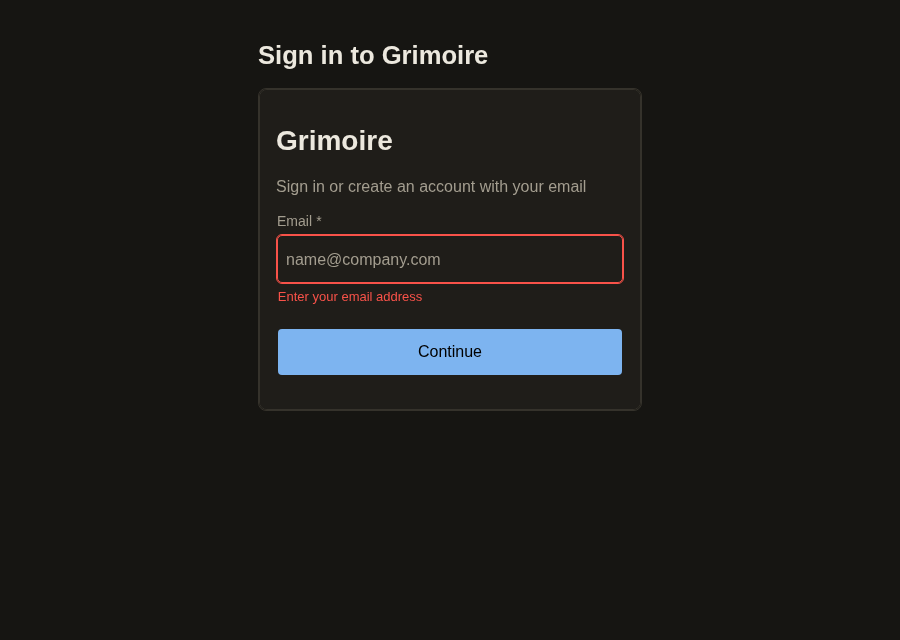 Sign in to Grimoire
Grimoire
Sign in or create an account with your email
Email *
name@company.com
Enter your email address
Continue